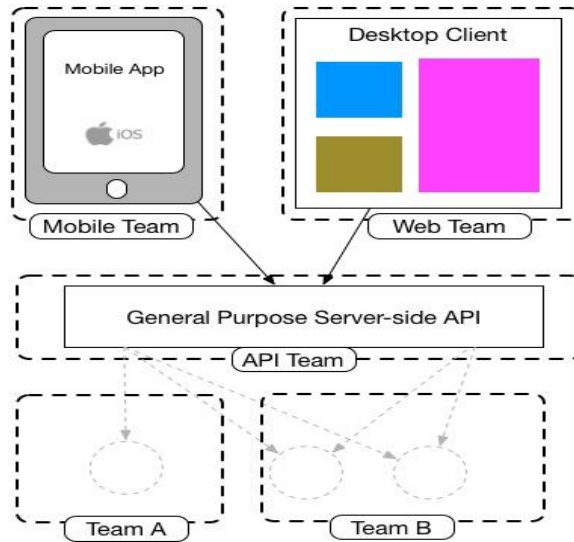 Mobile App
iOS
Mobile Team
Desktop Client
Web Team
General Purpose Server-side API
API Team
Team A
Team B